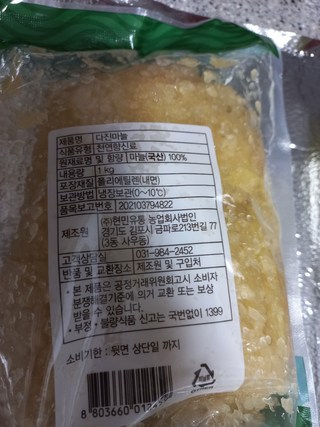 제품명 다진마늘
식품유형 천연향신료
원재료명 및 함량 마늘(국산) 100%
내용량 1 kg
포장재질 폴리에틸렌(내면)
보관방법 냉장보관(0~10℃)
품목보고번호 202103794822
제조원 (주)현민유통 농업회사법인
경기도 김포시 금파로213번길 77
(3동 사우동)
고객상담실 031-984-2452
반품 및 교환장소 제조원 및 구입처
• 본 제품은 공정거래위원회고시 소비자
분쟁해결기준에 의거 교환 또는 보상
받을 수 있습니다.
• 부정·불량식품 신고는 국번없이 1399
소비기한 : 뒷면 상단일 까지